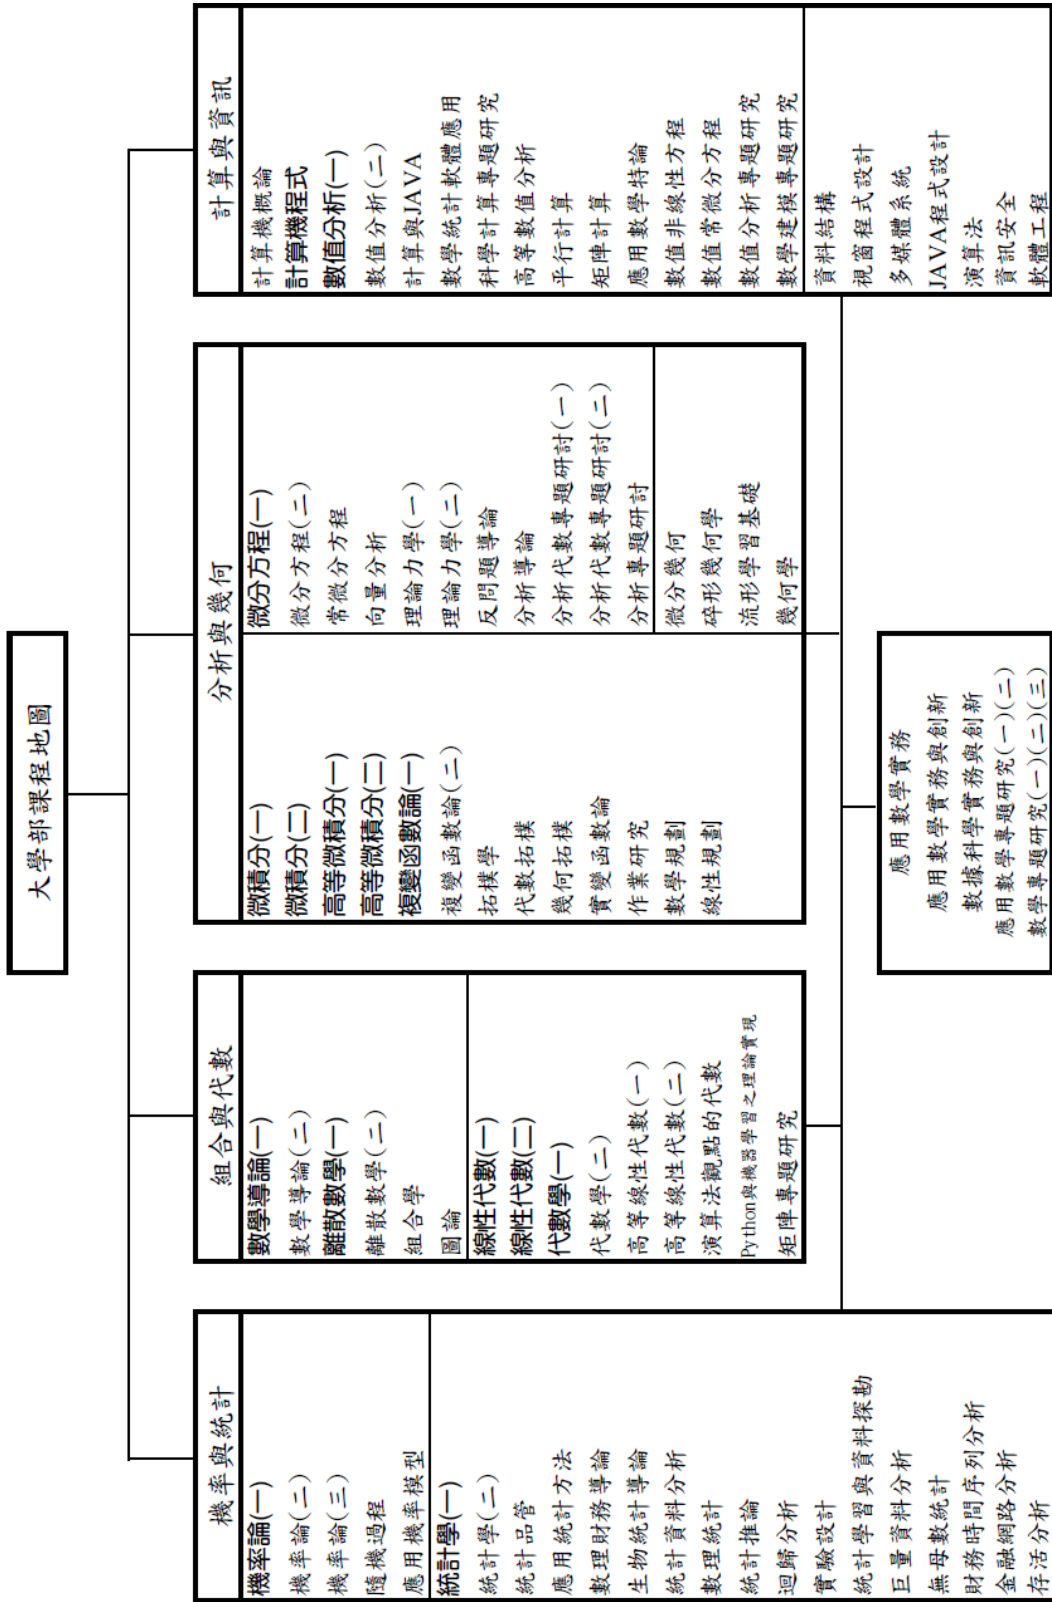 大學部課程地圖
機率與統計
機率論(一)
機率論(二)
機率論(三)
隨機過程
應用機率模型
統計學(一)
統計學(二)
統計品管
應用統計方法
數理財務導論
生物統計導論
統計資料分析
數理統計
統計推論
迴歸分析
實驗設計
統計學習與資料探勘
巨量資料分析
無母數統計
財務時間序列分析
金融網路分析
存活分析
組合與代數
數學導論(一)
數學導論(二)
離散數學(一)
離散數學(二)
組合學
圖論
線性代數(一)
線性代數(二)
代數學(一)
代數學(二)
高等線性代數(一)
高等線性代數(二)
演算法觀點的代數
Python與機器學習之理論實現
矩陣專題研究
分析與幾何
微積分(一)
微積分(二)
高等微積分(一)
高等微積分(二)
複變函數論(一)
複變函數論(二)
拓樸學
代數拓樸
幾何拓樸
實變函數論
作業研究
數學規劃
線性規劃
微分方程(一)
微分方程(二)
常微分方程
向量分析
理論力學(一)
理論力學(二)
反問題導論
分析導論
分析代數專題研討(一)
分析代數專題研討(二)
分析專題研討
微分幾何
碎形幾何學
流形學習基礎
幾何學
計算與資訊
計算機概論
計算機程式
數值分析(一)
數值分析(二)
計算與JAVA
數學統計軟體應用
科學計算專題研究
高等數值分析
平行計算
矩陣計算
應用數學特論
數值非線性方程
數值常微分方程
數值分析專題研究
數學建模專題研究
資料結構
視窗程式設計
多媒體系統
JAVA程式設計
演算法
資訊安全
軟體工程
應用數學實務
應用數學實務與創新
數據科學實務與創新
應用數學專題研究(一)(二)
數學專題研究(一)(二)(三)